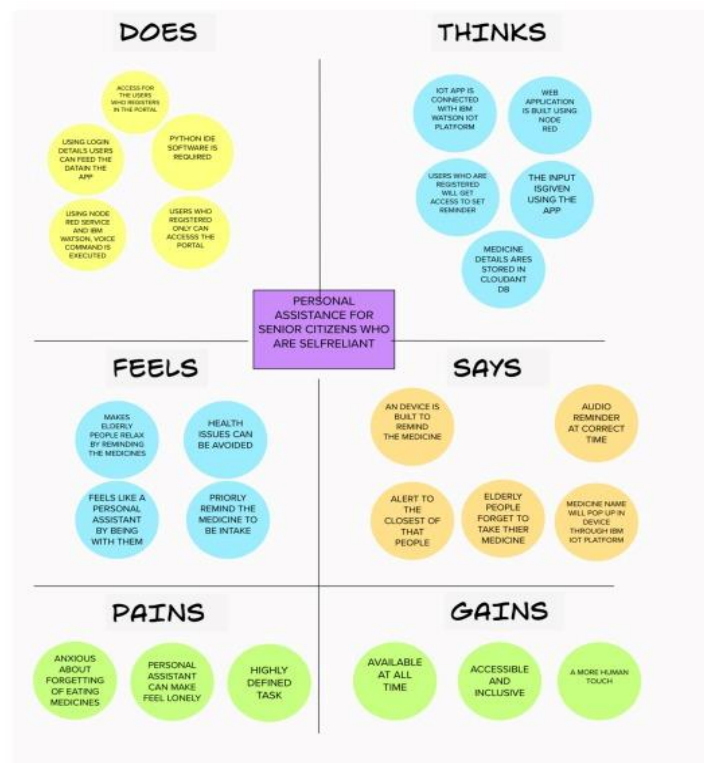 DOES
ACCESS FOR
THE USERS
WHO REGISTERS
IN THE PORTAL
USING LOGIN
DETAILS USERS
CAN FEED THE
DATAIN THE
APP
PYTHON IDE
SOFTWARE IS
REQUIRED
USING NODE
RED SERVICE
AND IBM
WATSON, VOICE
COMMAND IS
EXECUTED
USERS WHO
REGISTERED
ONLY CAN
ACCESSS THE
PORTAL
THINKS
IOT APP IS
CONNECTED
WITH IBM
WATSON IOT
PLATFORM
WEB
APPLICATION
IS BUILT USING
NODE
RED
USERS WHO ARE
REGISTERED
WILL GET
ACCESS TO SET
REMINDER
THE INPUT
ISGIVEN
USING THE
APP
MEDICINE
DETAILS ARES
STORED IN
CLOUDANT
DB
PERSONAL
ASSISTANCE FOR
SENIOR CITIZENS WHO
ARE SELFRELIANT
FEELS
MAKES
ELDERLY
PEOPLE RELAX
BY REMINDING
THE MEDICINES
HEALTH
ISSUES CAN
BE AVOIDED
FEELS LIKE A
PERSONAL
ASSISTANT
BY BEING
WITH THEM
PRIORLY
REMIND THE
MEDICINE TO
BE INTAKE
SAYS
AN DEVICE IS
BUILT TO
REMIND
THE MEDICINE
AUDIO
REMINDER
AT CORRECT
TIME
ALERT TO
THE
CLOSEST OF
THAT
PEOPLE
ELDERLY
PEOPLE
FORGET TO
TAKE THIER
MEDICINE
MEDICINE NAME
WILL POP UP IN
DEVICE
THROUGH IBM
IOT PLATFORM
PAINS
ANXIOUS
ABOUT
FORGETTING
OF EATING
MEDICINES
PERSONAL
ASSISTANT
CAN MAKE
FEEL LONELY
HIGHLY
DEFINED
TASK
GAINS
AVAILABLE
AT ALL
TIME
ACCESSIBLE
AND
INCLUSIVE
A MORE HUMAN
TOUCH